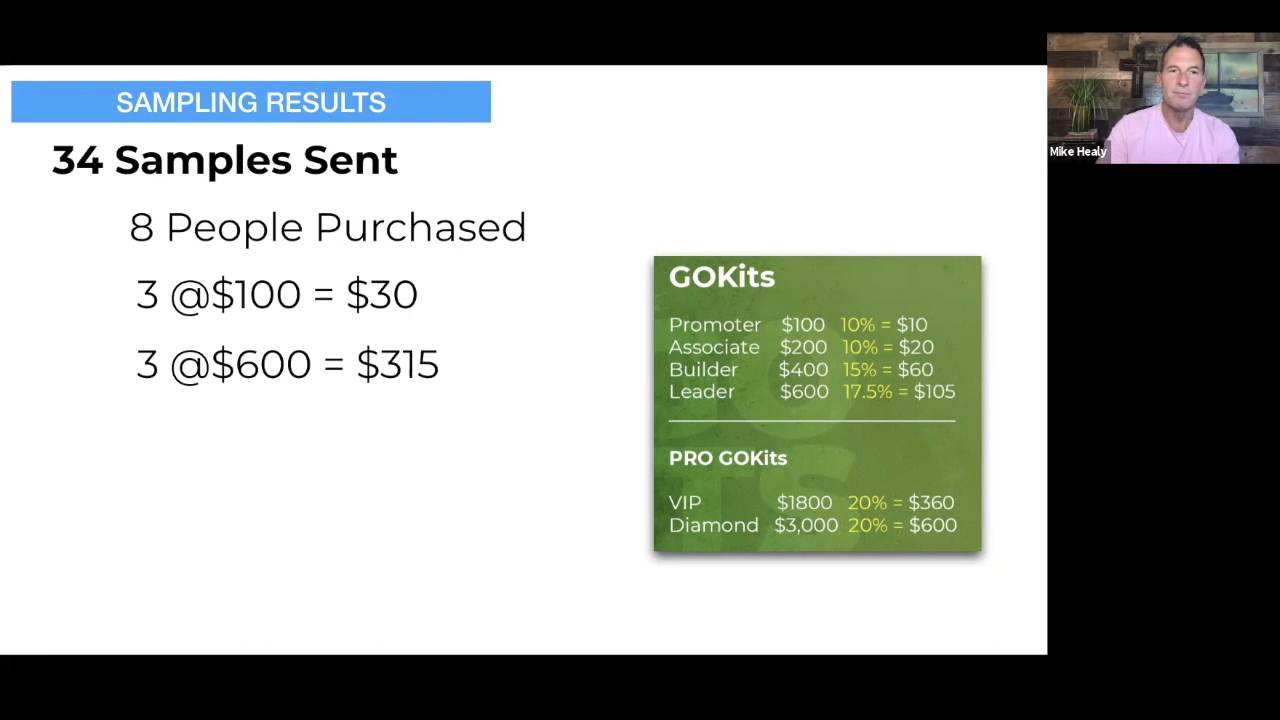 SAMPLING RESULTS
34 Samples Sent
8 People Purchased
3 @$100 = $30
3 @$600 = $315
GOKits
Promoter $100 10% = $10
Associate $200 10% = $20
Builder $400 15% = $60
Leader $600 17.5% = $105
PRO GOKits
VIP $1800 20% = $360
Diamond $3,000 20% = $600
Mike Healy